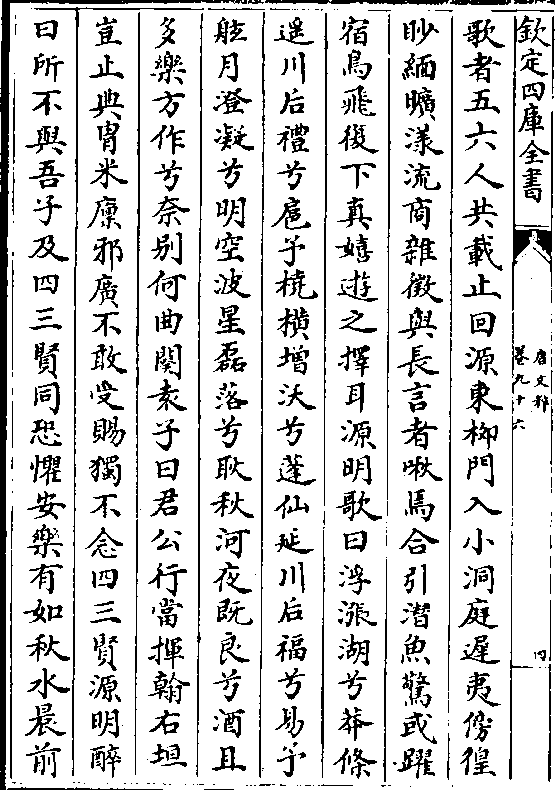 欽定四庫全書
唐文粹
卷九十六
四
歌者五六人共載止回源東柳門入小洞庭遲夷傍徨
眇緬曠漾流商雜徵與長言者啾焉合引潛魚驚或躍
宿鳥飛復下真嬉遊之擇耳源明歌曰浮漲湖兮莽條
遥川后禮兮扈予橈橫增沃兮蓬仙延川后福兮易予
舷月澄凝兮明空波星磊落兮耿秋河夜既良兮酒且
多樂方作兮奈别何曲闋袁子曰君公行當揮翰右垣
豈止典胄米廪邪廣不敢受賜獨不念四三賢源明醉
曰所不與吾子及四三賢同恐懼安樂有如秋水晨前